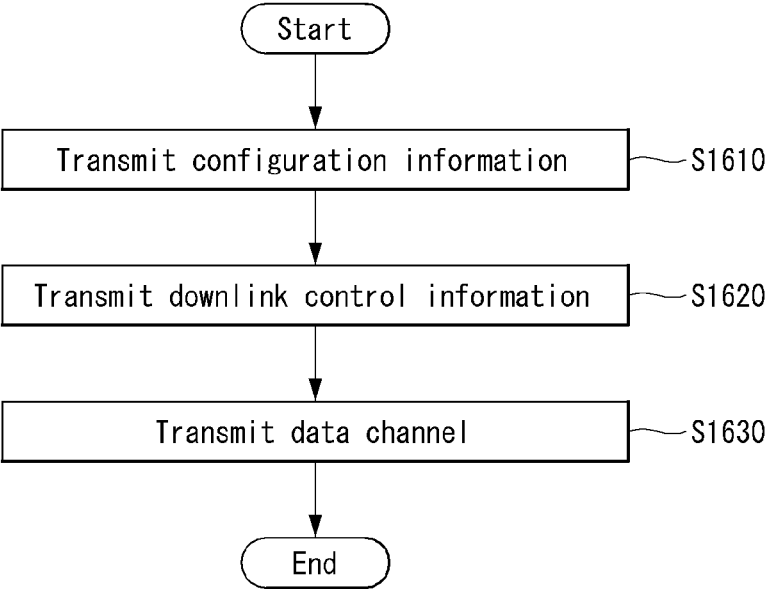 Start
Transmit configuration information
S1610
Transmit downlink control information
S1620
Transmit data channel
S1630
End